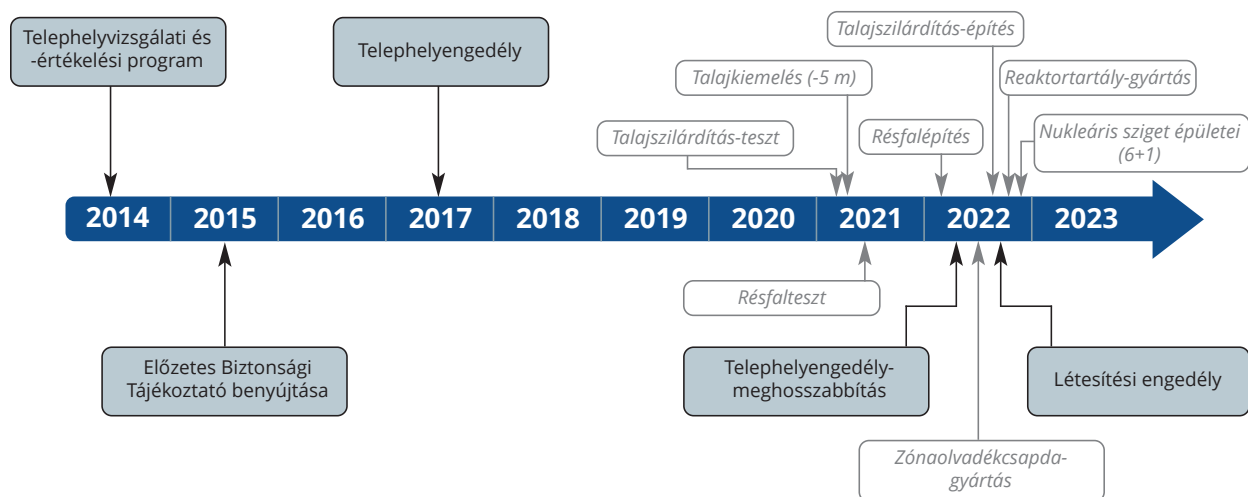 Telephelyvizsgálati és
-értékelési program
Telephelyengedély
Talajszilárdítás-építés
Talajkiemelés (-5 m)
Reaktortartály-gyártás
Talajszilárdítás-teszt
Résfalépítés
Nukleáris sziget épületei
(6+1)
2014 2015 2016 2017 2018 2019 2020 2021 2022 2023
Résfalteszt
Előzetes Biztonsági
Tájékoztató benyújtása
Telephelyengedély-
meghosszabbítás
Létesítési engedély
Zónaolvadékcsapda-
gyártás